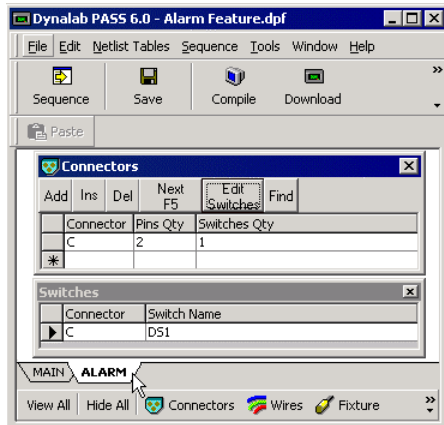 Dynalab PASS 6.0 - Alarm Feature.dpf
File Edit Netlist Tables Sequence Tools Window Help
Sequence Save Compile Download
Paste
Connectors
Add Ins Del Next F5 Edit Switches Find
Connector Pins Qty Switches Qty
C 2 1
Switches
Connector Switch Name
C DS1
MAIN ALARM
View All Hide All Connectors Wires Fixture